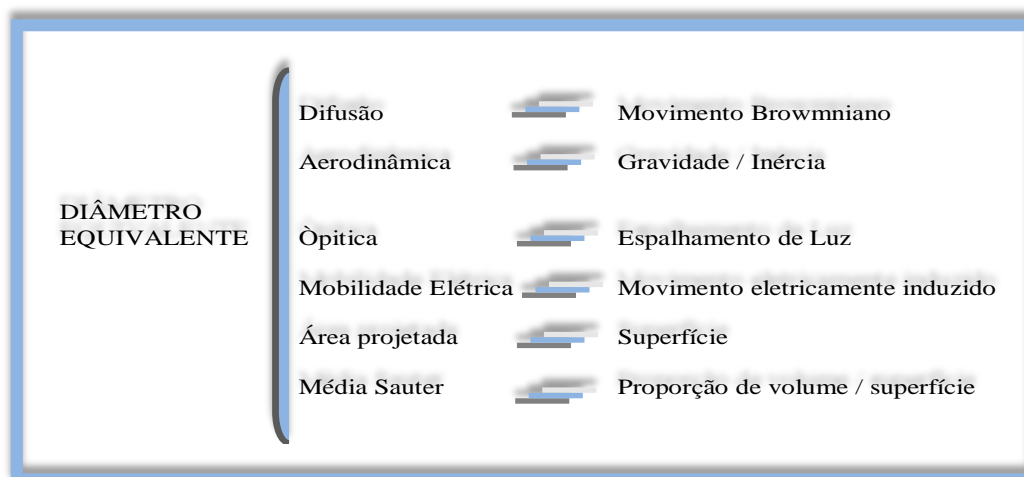 DIÂMETRO
EQUIVALENTE
Difusão Movimento Browmniano
Aerodinâmica Gravidade / Inércia
Òpitica Espalhamento de Luz
Mobilidade Elétrica Movimento eletricamente induzido
Área projetada Superfície
Média Sauter Proporção de volume / superfície